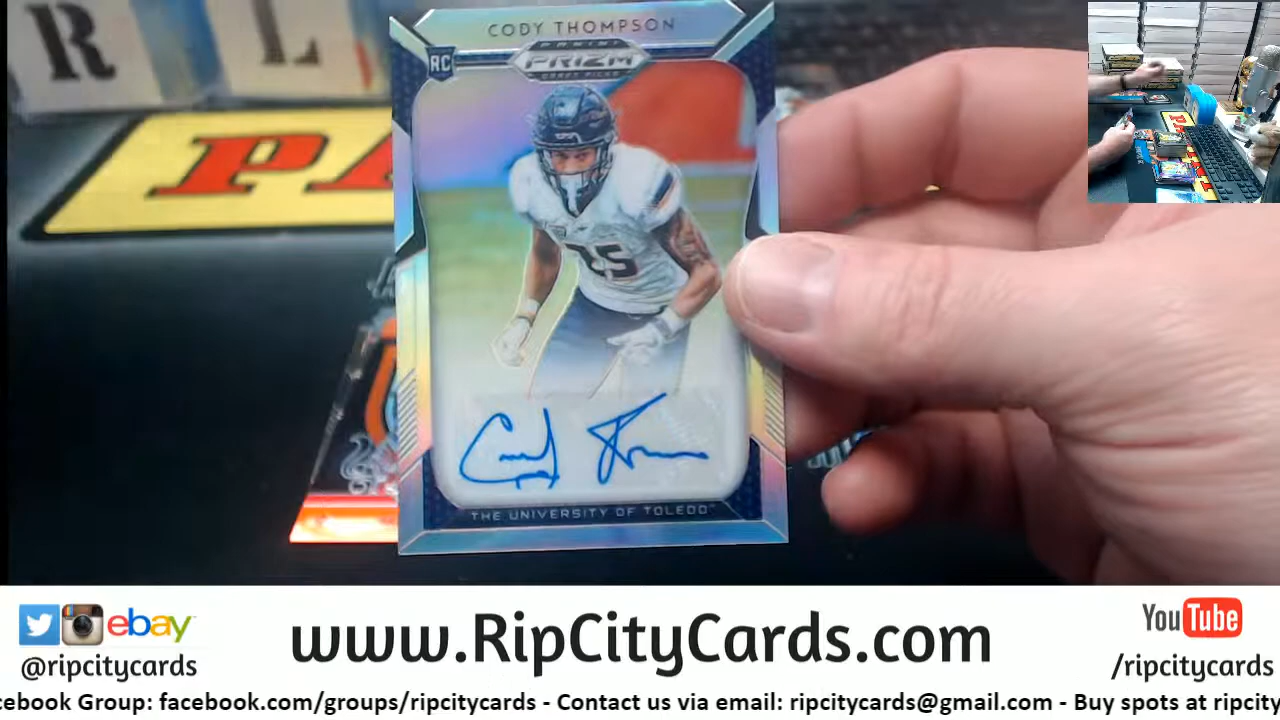 R L
PA
CODY THOMPSON
RC
PANINI
PRIZM
DRAFT PICKS
25
THE UNIVERSITY OF TOLEDO™
ebay
www.RipCityCards.com
YouTube
@ripcitycards
/ripcitycards
cebook Group: facebook.com/groups/ripcitycards - Contact us via email: ripcitycards@gmail.com - Buy spots at ripcity